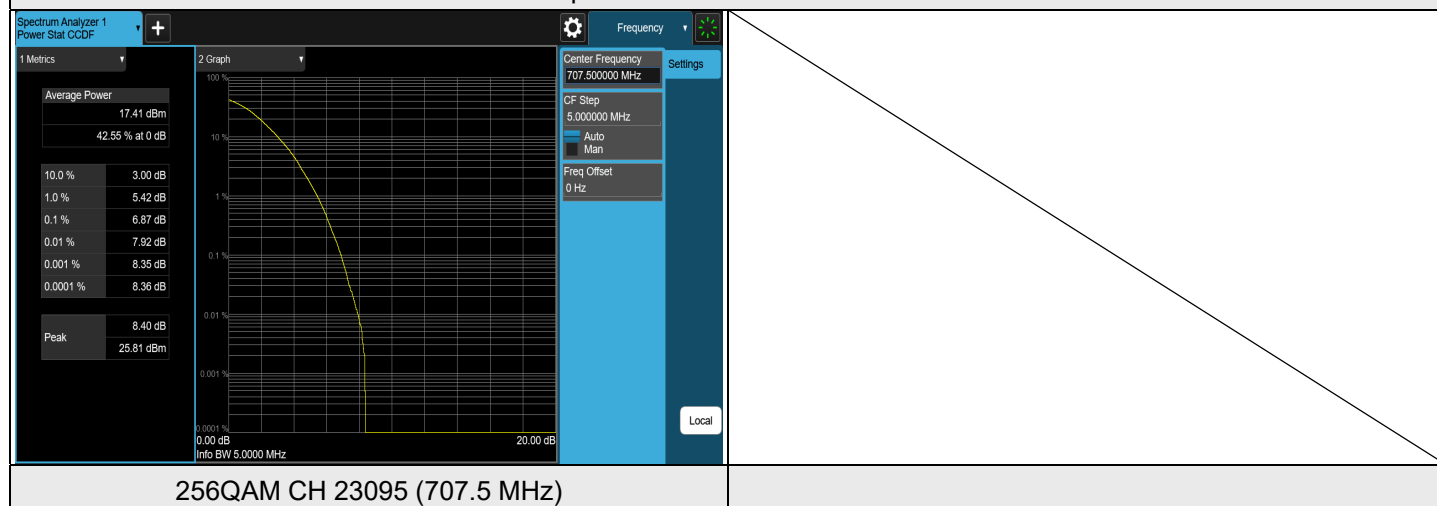 Spectrum Analyzer 1
Power Stat CCDF
+
Frequency
1 Metrics
2 Graph
Center Frequency
707.500000 MHz
Settings
CF Step
5.000000 MHz
Auto
Man
Freq Offset
0 Hz
Average Power
17.41 dBm
42.55 % at 0 dB
10.0 % 3.00 dB
1.0 % 5.42 dB
0.1 % 6.87 dB
0.01 % 7.92 dB
0.001 % 8.35 dB
0.0001 % 8.36 dB
Peak
8.40 dB
25.81 dBm
100 %
10 %
1 %
0.1 %
0.01 %
0.001 %
0.0001 %
0.00 dB 20.00 dB
Info BW 5.0000 MHz
Local
256QAM CH 23095 (707.5 MHz)